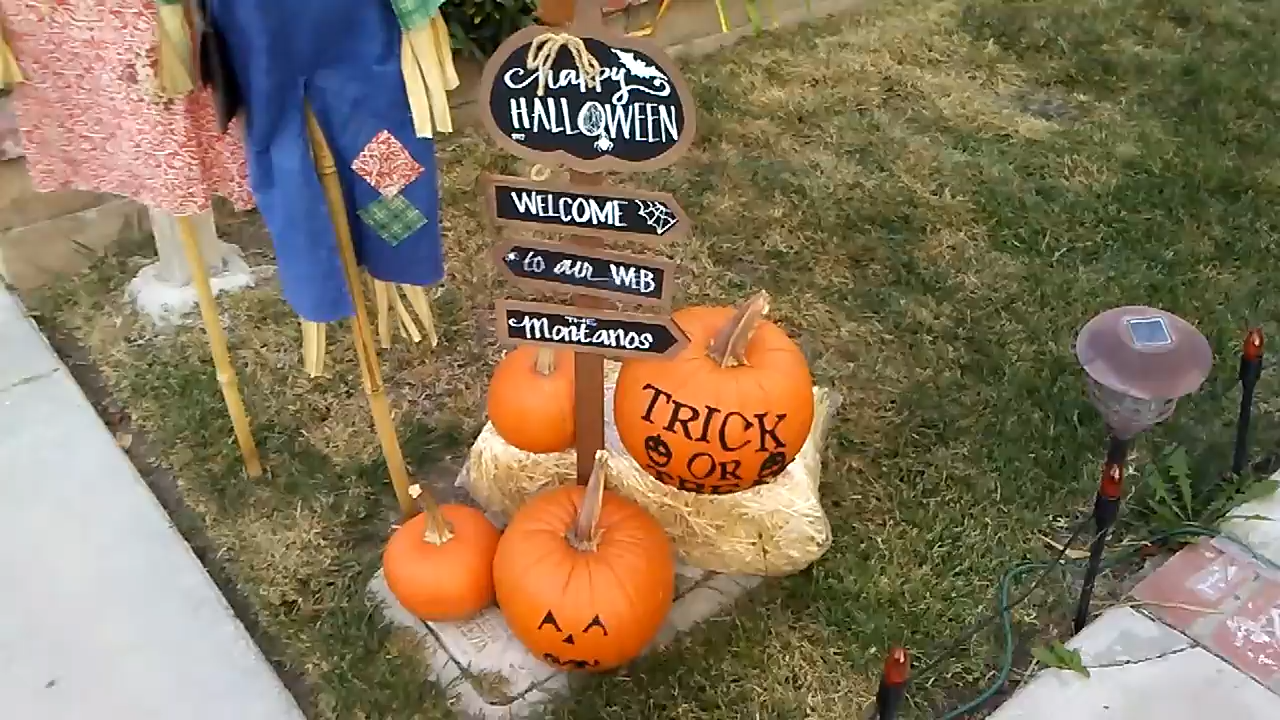 happy
HALLOWEEN
WELCOME
to our WEB
THE
Montanos
TRICK
OR